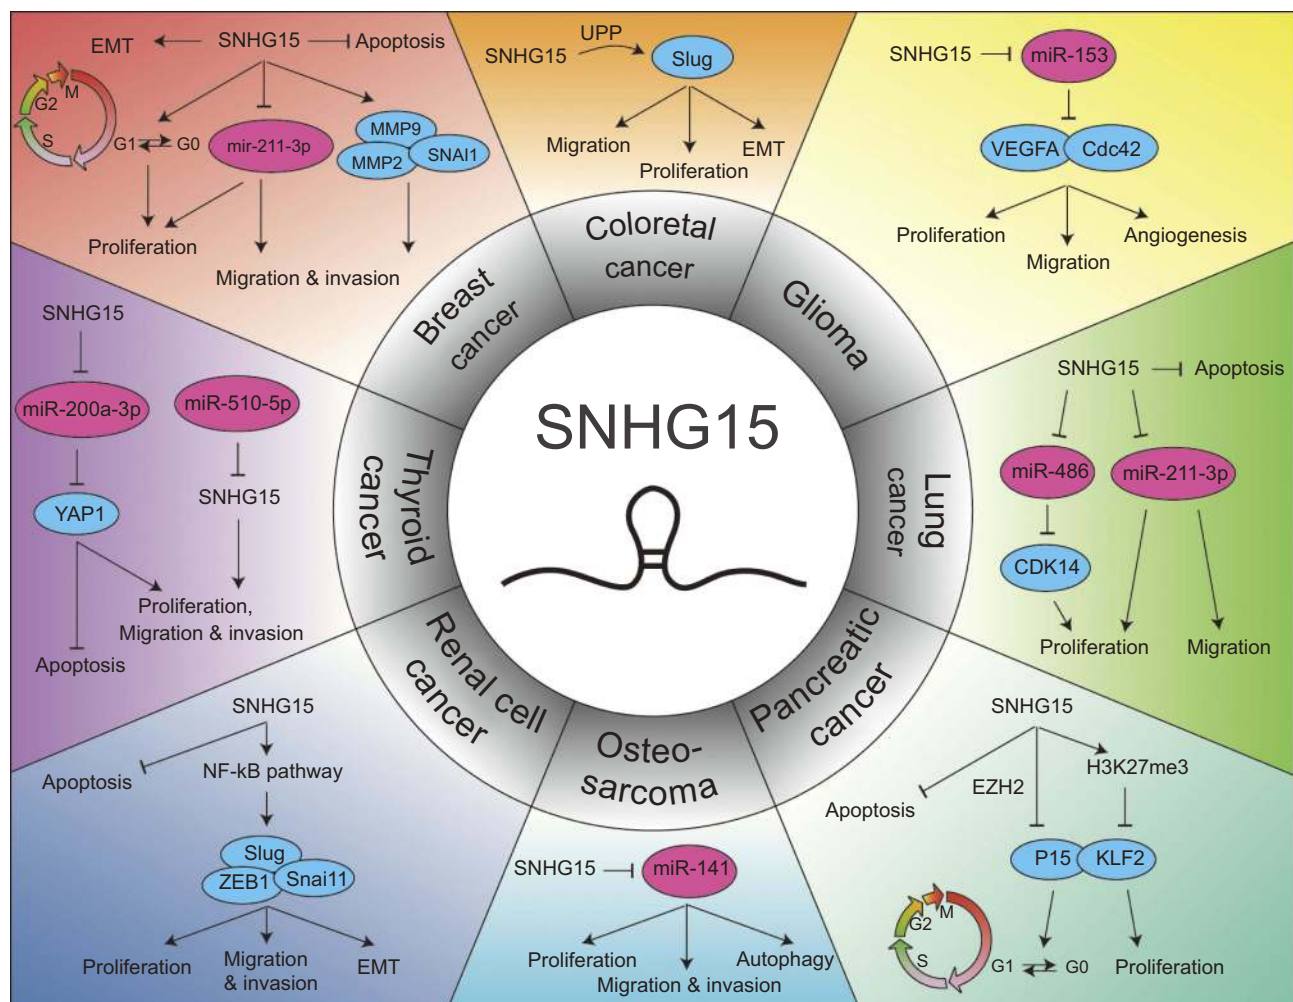 EMT
SNHG15
Apoptosis
G2
M
S
G1
G0
mir-211-3p
MMP9
MMP2
SNAI1
Proliferation
Migration & invasion
UPP
SNHG15
Slug
Migration
Proliferation
EMT
SNHG15
miR-153
VEGFA
Cdc42
Proliferation
Migration
Angiogenesis
SNHG15
miR-200a-3p
miR-510-5p
YAP1
SNHG15
Proliferation,
Migration & invasion
Apoptosis
Breast
cancer
Coloretal
cancer
Glioma
Thyroid
cancer
SNHG15
Lung
cancer
Renal cell
cancer
Osteo-
sarcoma
Pancreatic
cancer
SNHG15
Apoptosis
miR-486
miR-211-3p
CDK14
Proliferation
Migration
SNHG15
Apoptosis
NF-kB pathway
Slug
ZEB1
Snai11
Proliferation
Migration
& invasion
EMT
SNHG15
miR-141
Proliferation
Migration & invasion
Autophagy
SNHG15
H3K27me3
EZH2
Apoptosis
P15
KLF2
G2
M
S
G1
G0
Proliferation